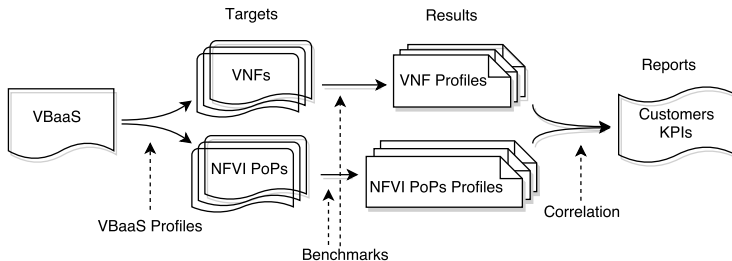 Targets
Results
Reports
VBaaS
VNFs
VNF Profiles
Customers
KPIs
NFVI PoPs
NFVI PoPs Profiles
VBaaS Profiles
Benchmarks
Correlation